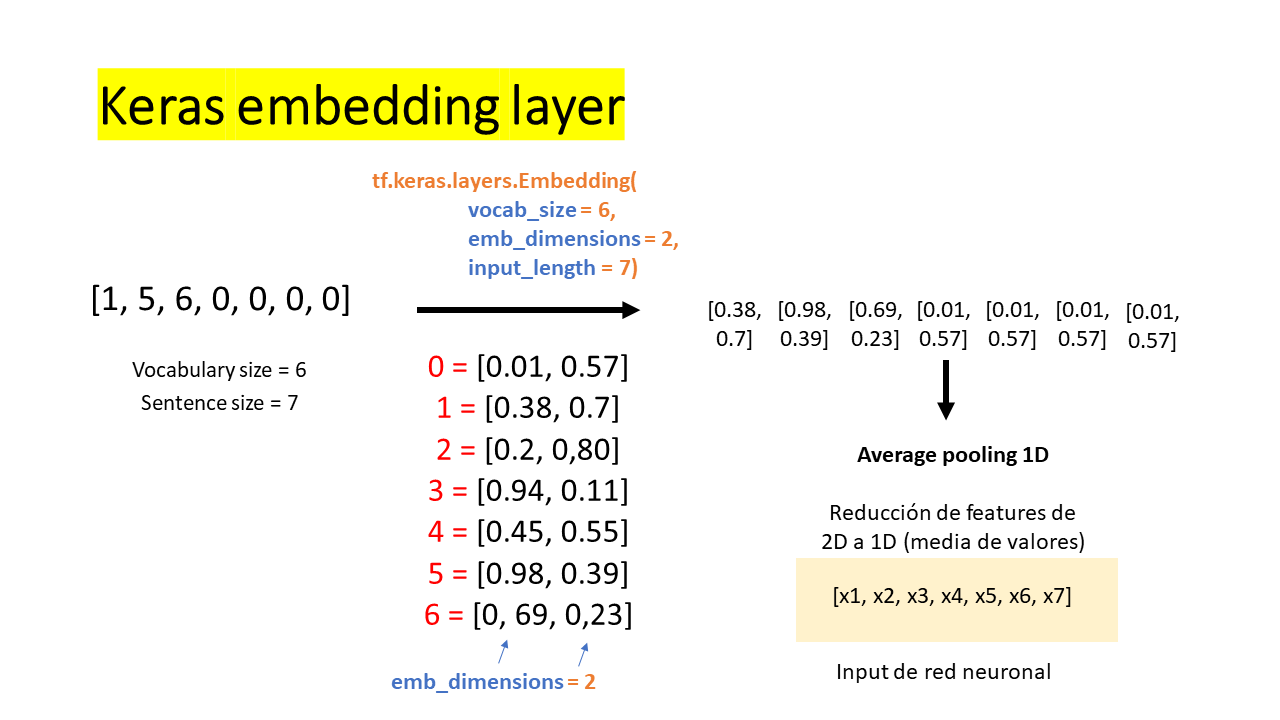 Keras embedding layer
tf.keras.layers.Embedding(
vocab_size = 6,
emb_dimensions = 2,
input_length = 7)
[1, 5, 6, 0, 0, 0, 0]
Vocabulary size = 6
Sentence size = 7
0 = [0.01, 0.57]
1 = [0.38, 0.7]
2 = [0.2, 0,80]
3 = [0.94, 0.11]
4 = [0.45, 0.55]
5 = [0.98, 0.39]
6 = [0, 69, 0,23]
emb_dimensions = 2
[0.38, [0.98, [0.69, [0.01, [0.01, [0.01, [0.01,
0.7] 0.39] 0.23] 0.57] 0.57] 0.57] 0.57]
Average pooling 1D
Reducción de features de
2D a 1D (media de valores)
[x1, x2, x3, x4, x5, x6, x7]
Input de red neuronal